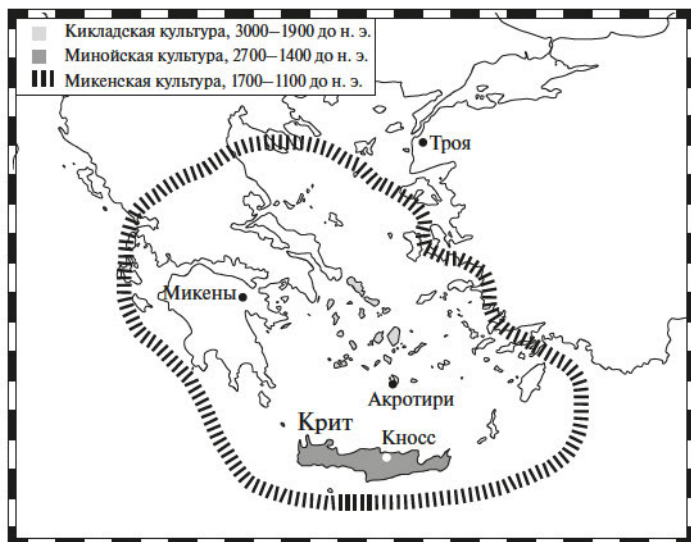 Кикладская культура, 3000–1900 до н. э.
Минойская культура, 2700–1400 до н. э.
Микенская культура, 1700–1100 до н. э.
Троя
Микены
Акротири
Крит
Кносс